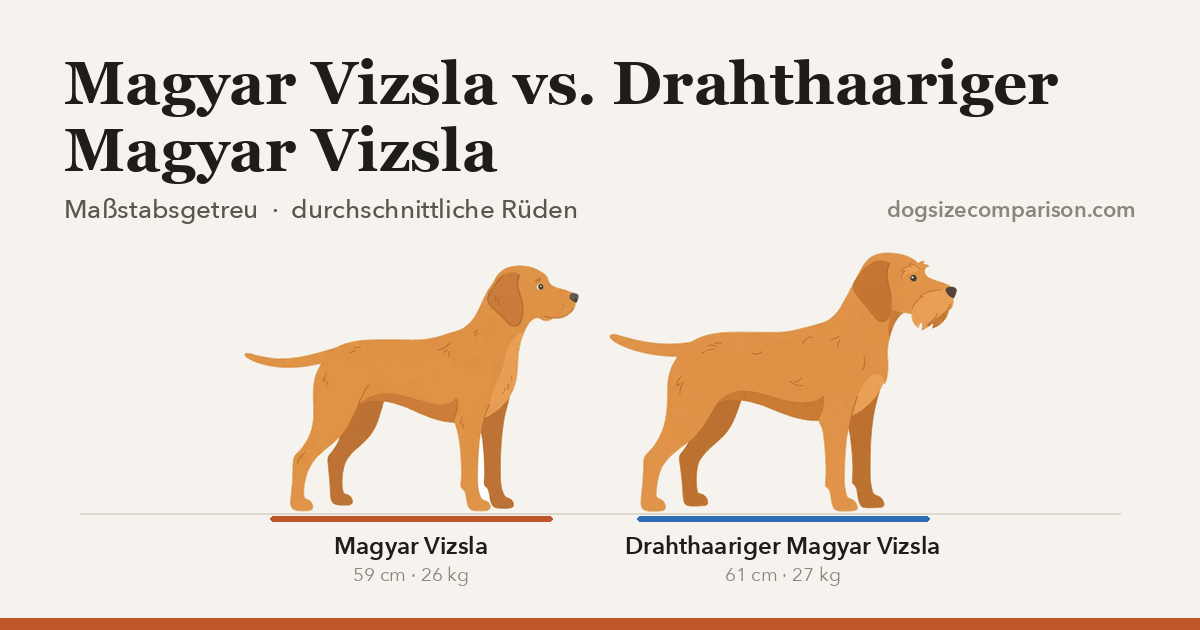 Magyar Vizsla vs. Drahthaariger
Magyar Vizsla
Maßstabsgetreu · durchschnittliche Rüden
dogsizecomparison.com
Magyar Vizsla
59 cm · 26 kg
Drahthaariger Magyar Vizsla
61 cm · 27 kg